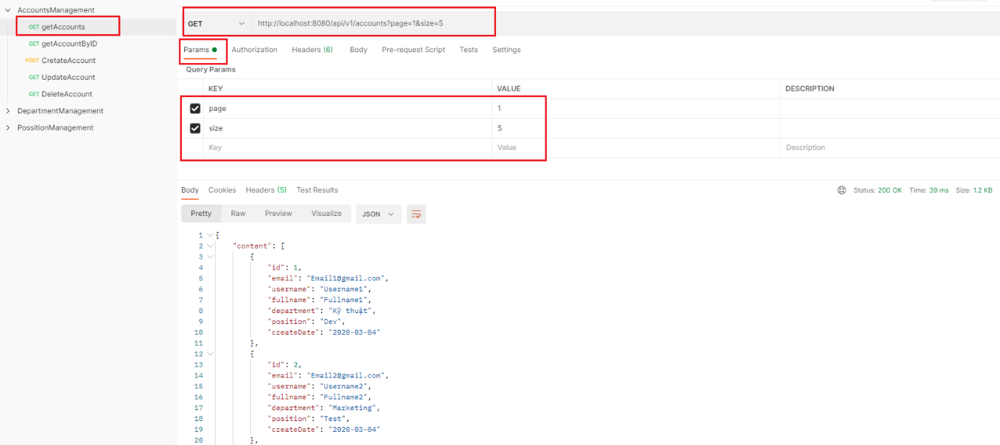 AccountsManagement
GET getAccounts
GET getAccountByID
POST CretateAccount
GET UpdateAccount
GET DeleteAccount
DepartmentManagement
PossitionManagement
GET http://localhost:8080/api/v1/accounts?page=1&size=5
Params Authorization Headers (6) Body Pre-request Script Tests Settings
Query Params
KEY VALUE DESCRIPTION
page 1
size 5
Key Value Description
Body Cookies Headers (5) Test Results Status: 200 OK Time: 39 ms Size: 1.2 KB
Pretty Raw Preview Visualize JSON
1 {
2 "content": [
3 {
4 "id": 1,
5 "email": "Email1@gmail.com",
6 "username": "Username1",
7 "fullname": "Fullname1",
8 "department": "Kỹ thuật",
9 "position": "Dev",
10 "createDate": "2020-03-04"
11 },
12 {
13 "id": 2,
14 "email": "Email2@gmail.com",
15 "username": "Username2",
16 "fullname": "Fullname2",
17 "department": "Marketing",
18 "position": "Test",
19 "createDate": "2020-03-04"
20 },